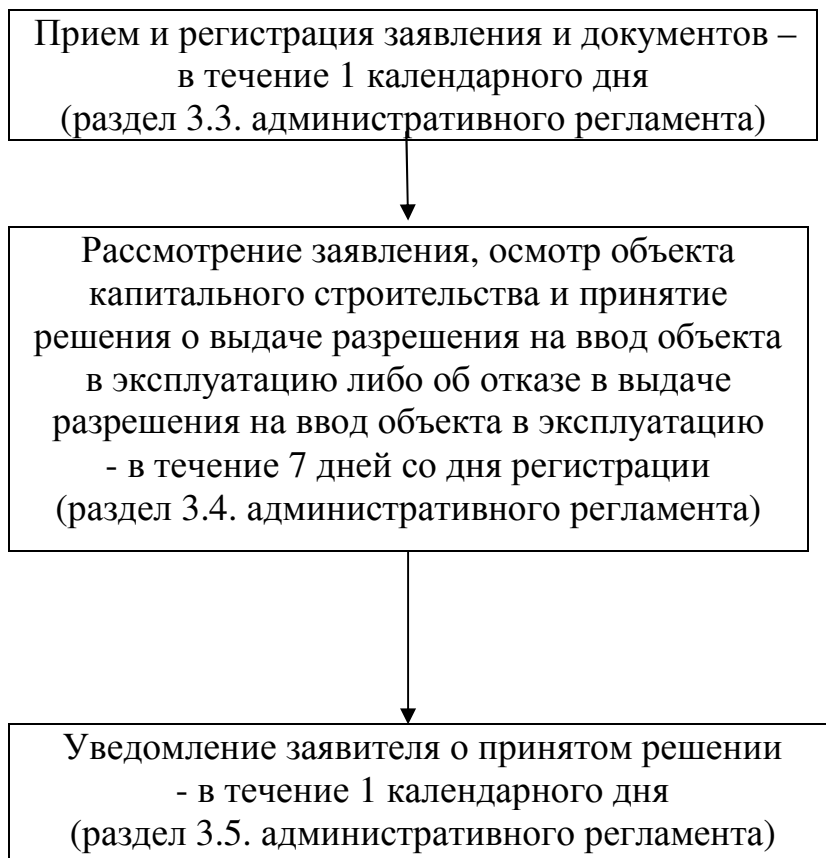 Прием и регистрация заявления и документов –
в течение 1 календарного дня
(раздел 3.3. административного регламента)
Рассмотрение заявления, осмотр объекта
капитального строительства и принятие
решения о выдаче разрешения на ввод объекта
в эксплуатацию либо об отказе в выдаче
разрешения на ввод объекта в эксплуатацию
- в течение 7 дней со дня регистрации
(раздел 3.4. административного регламента)
Уведомление заявителя о принятом решении
- в течение 1 календарного дня
(раздел 3.5. административного регламента)